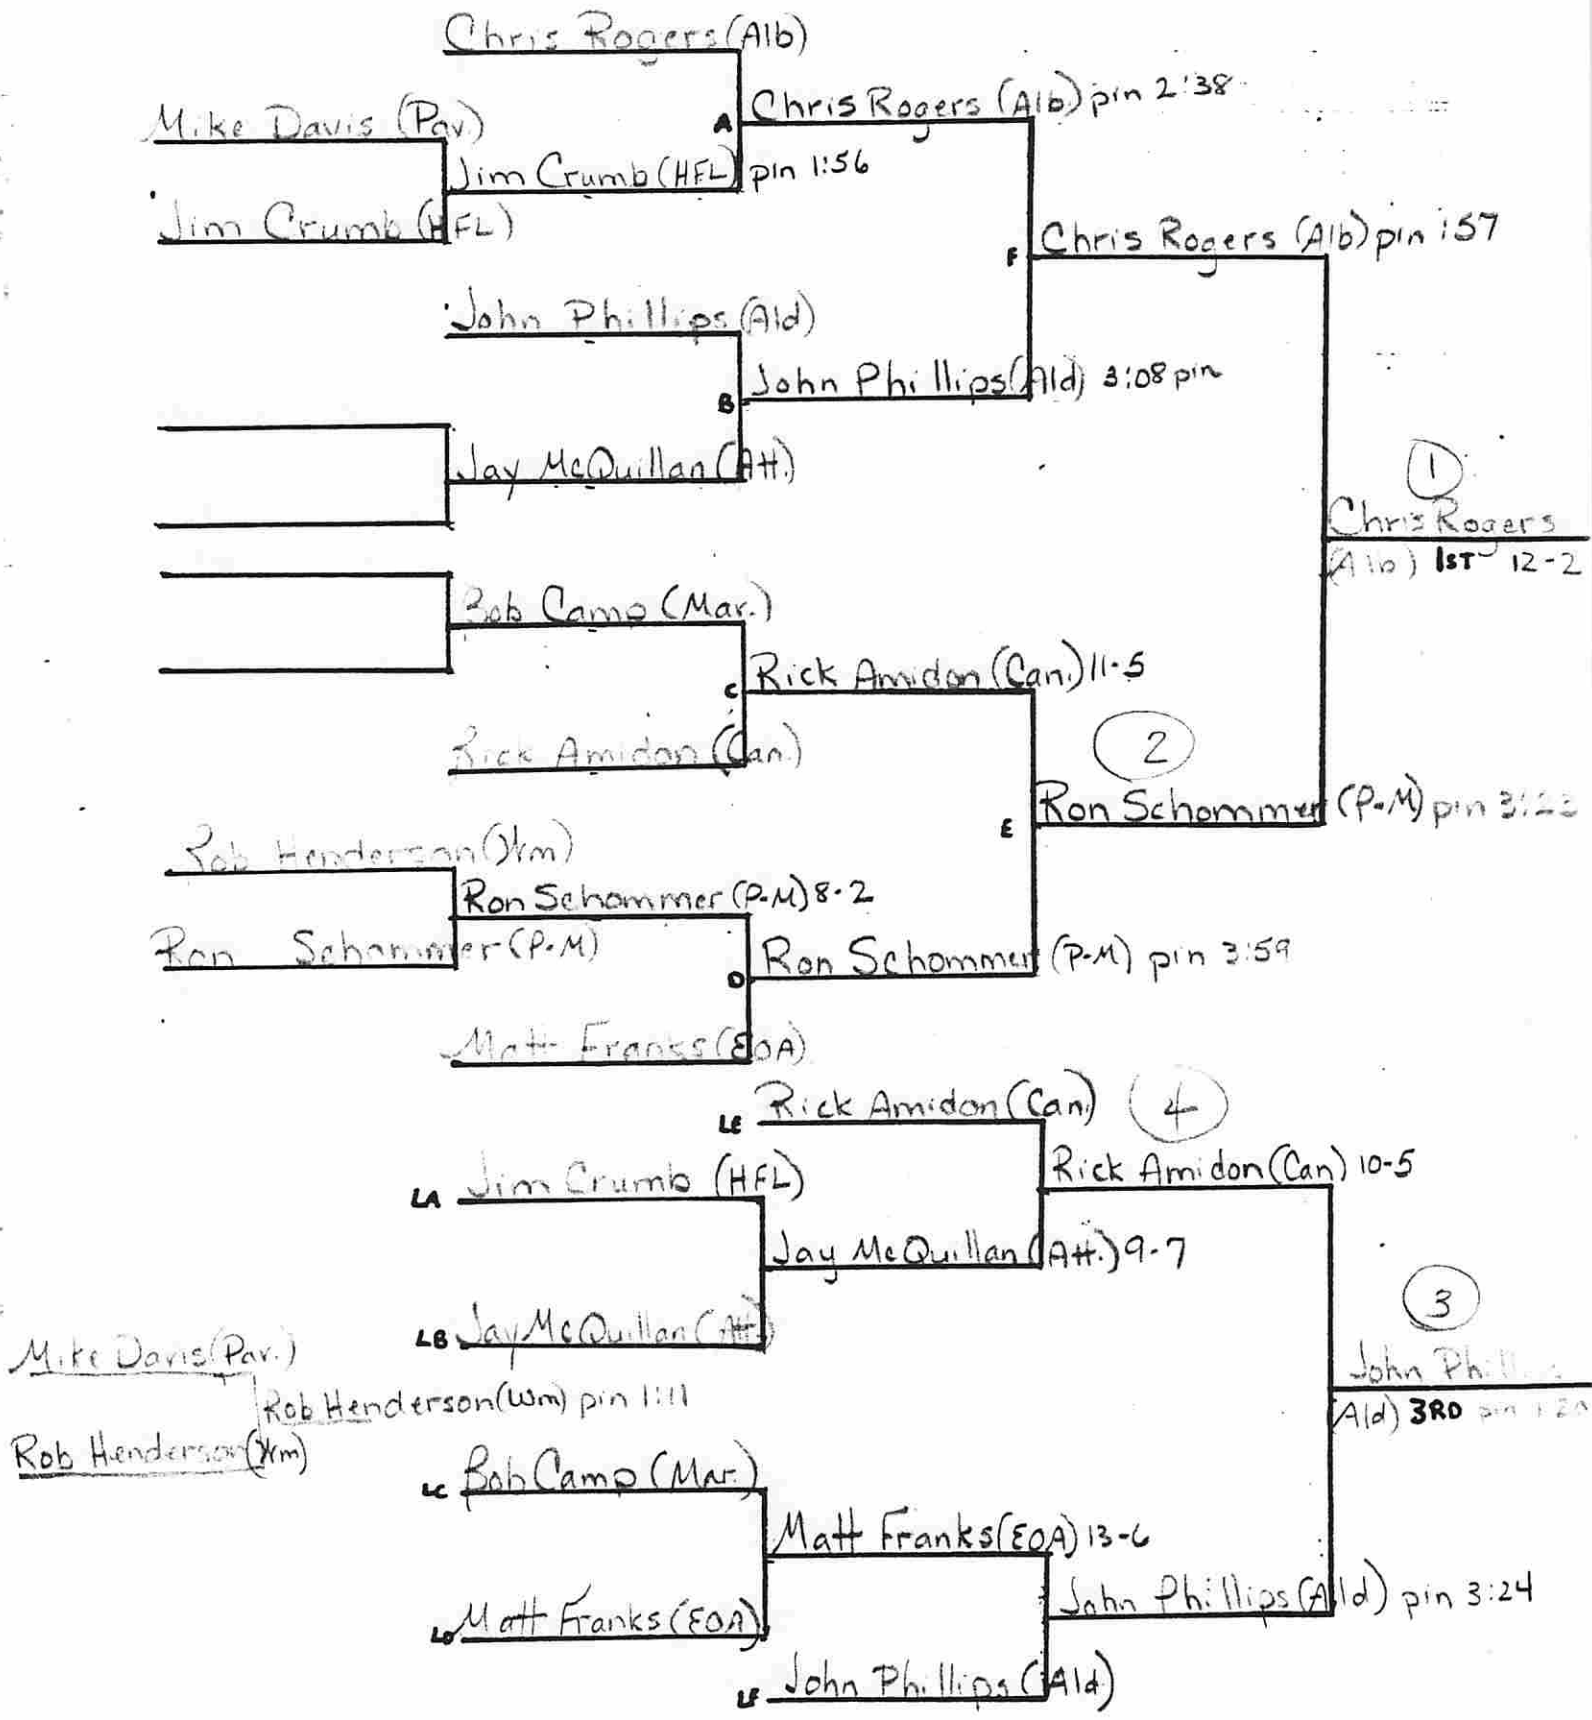 Chris Rogers (Alb)
Chris Rogers (Alb) pin 2:38
Mike Davis (Pav.)
A
Jim Crumb (HFL) pin 1:56
Jim Crumb (HFL)
Chris Rogers (Alb) pin :57
F
John Phillips (Ald)
John Phillips (Ald) 3:08 pin
B
Jay McQuillan (Att.)
1
Chris Rogers
(Alb) 1ST 12-2
Bob Camp (Mar.)
Rick Amidon (Can.) 11-5
C
2
Rick Amidon (Can.)
Ron Schommer (P-M) pin
E
Rob Henderson (Wm)
Ron Schommer (P-M) 8-2
Ron Schommer (P-M)
Ron Schommer (P-M) pin 3:59
D
Matt Franks (EOA)
LE Rick Amidon (Can) 4
Rick Amidon (Can) 10-5
LA Jim Crumb (HFL)
Jay McQuillan (Att.) 9-7
3
LB Jay McQuillan (Att)
Mike Davis (Pav.)
John Phillips
(Ald) 3RD pin
Rob Henderson (Wm) pin 1:11
Rob Henderson (Wm)
LC Bob Camp (Mar.)
Matt Franks (EOA) 13-6
John Phillips (Ald) pin 3:24
LD Matt Franks (EOA)
LF John Phillips (Ald)